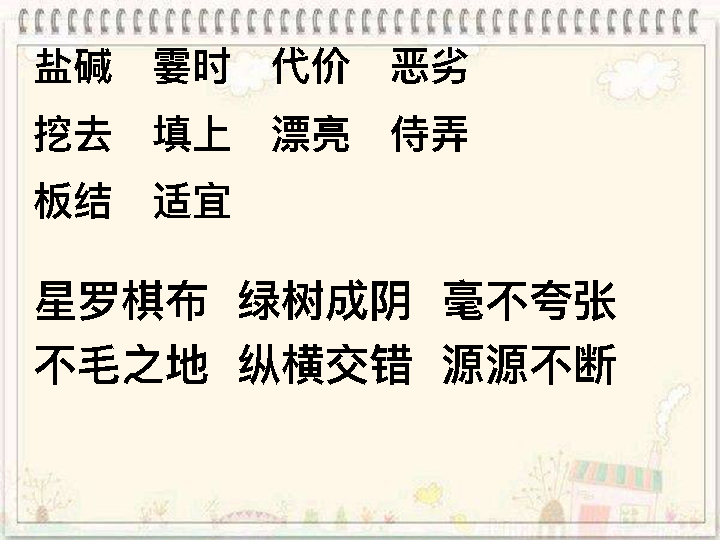 盐碱 霎时 代价 恶劣
挖去 填上 漂亮 侍弄
板结 适宜
星罗棋布 绿树成阴 毫不夸张
不毛之地 纵横交错 源源不断